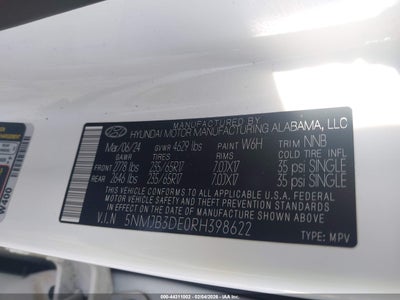 MANUFACTURED BY
HYUNDAI MOTOR MANUFACTURING ALABAMA, LLC
Mar/06/24 GVWR 4629 lbs PAINT W6H TRIM NNB
GAWR TIRES RIMS COLD TIRE INFL
FRONT 2778 lbs 235/65R17 7.0JX17 35 psi SINGLE
REAR 2646 lbs 235/65R17 7.0JX17 35 psi SINGLE
THIS VEHICLE CONFORMS TO ALL APPLICABLE U.S. FEDERAL MOTOR
VEHICLE SAFETY, BUMPER, AND THEFT PREVENTION STANDARDS IN
EFFECT ON THE DATE OF MANUFACTURE SHOWN ABOVE.
V.I.N 5NMJB3DE0RH398622
TYPE: MPV
#000-44311002 - 02/04/2026 - IAAI.COM